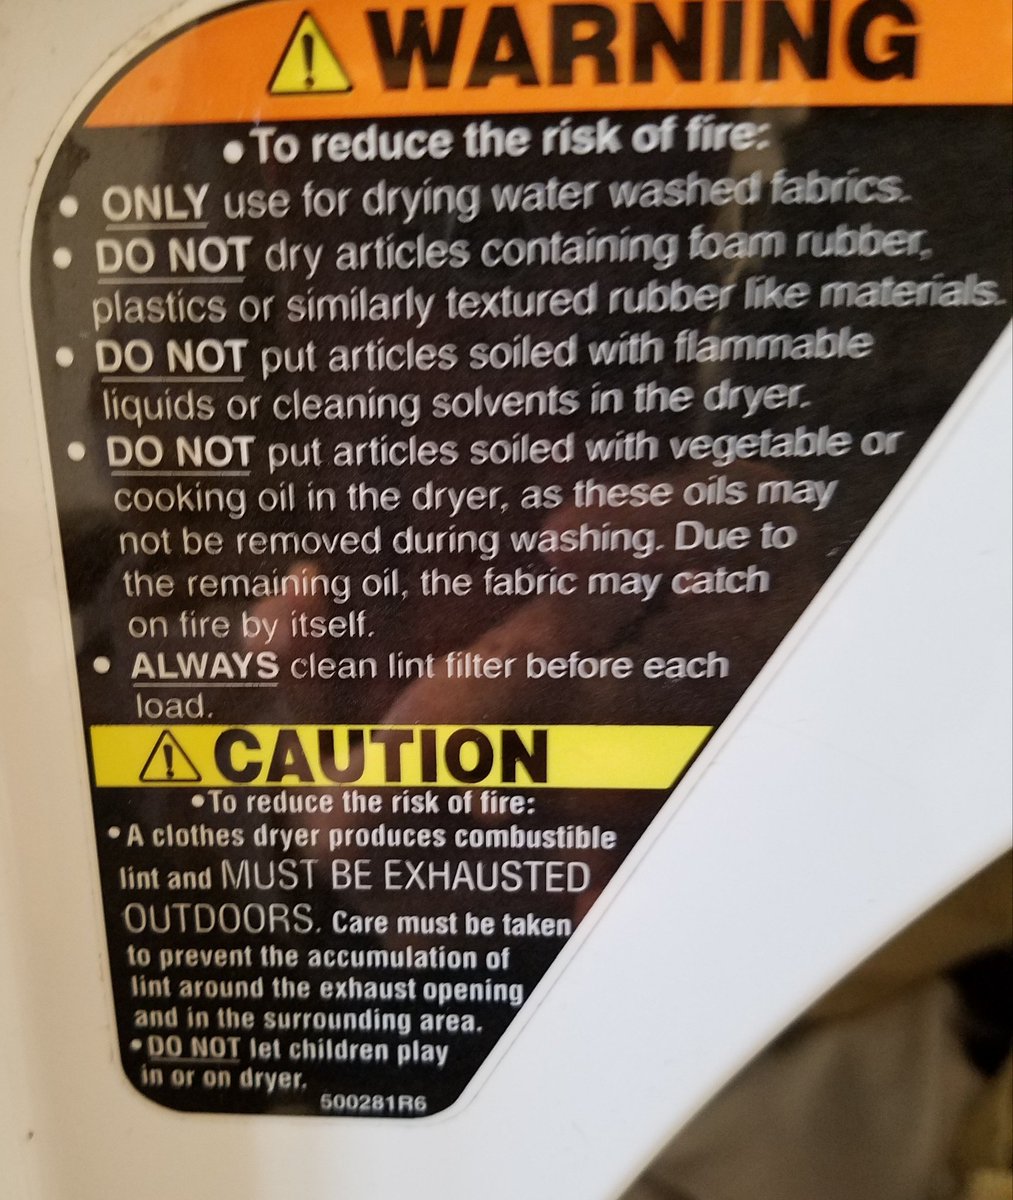 WARNING
•To reduce the risk of fire:
• ONLY use for drying water washed fabrics.
• DO NOT dry articles containing foam rubber,
plastics or similarly textured rubber like materials.
• DO NOT put articles soiled with flammable
liquids or cleaning solvents in the dryer.
• DO NOT put articles soiled with vegetable or
cooking oil in the dryer, as these oils may
not be removed during washing. Due to
the remaining oil, the fabric may catch
on fire by itself.
• ALWAYS clean lint filter before each
load.
CAUTION
•To reduce the risk of fire:
•A clothes dryer produces combustible
lint and MUST BE EXHAUSTED
OUTDOORS. Care must be taken
to prevent the accumulation of
lint around the exhaust opening
and in the surrounding area.
•DO NOT let children play
in or on dryer.
500281R6